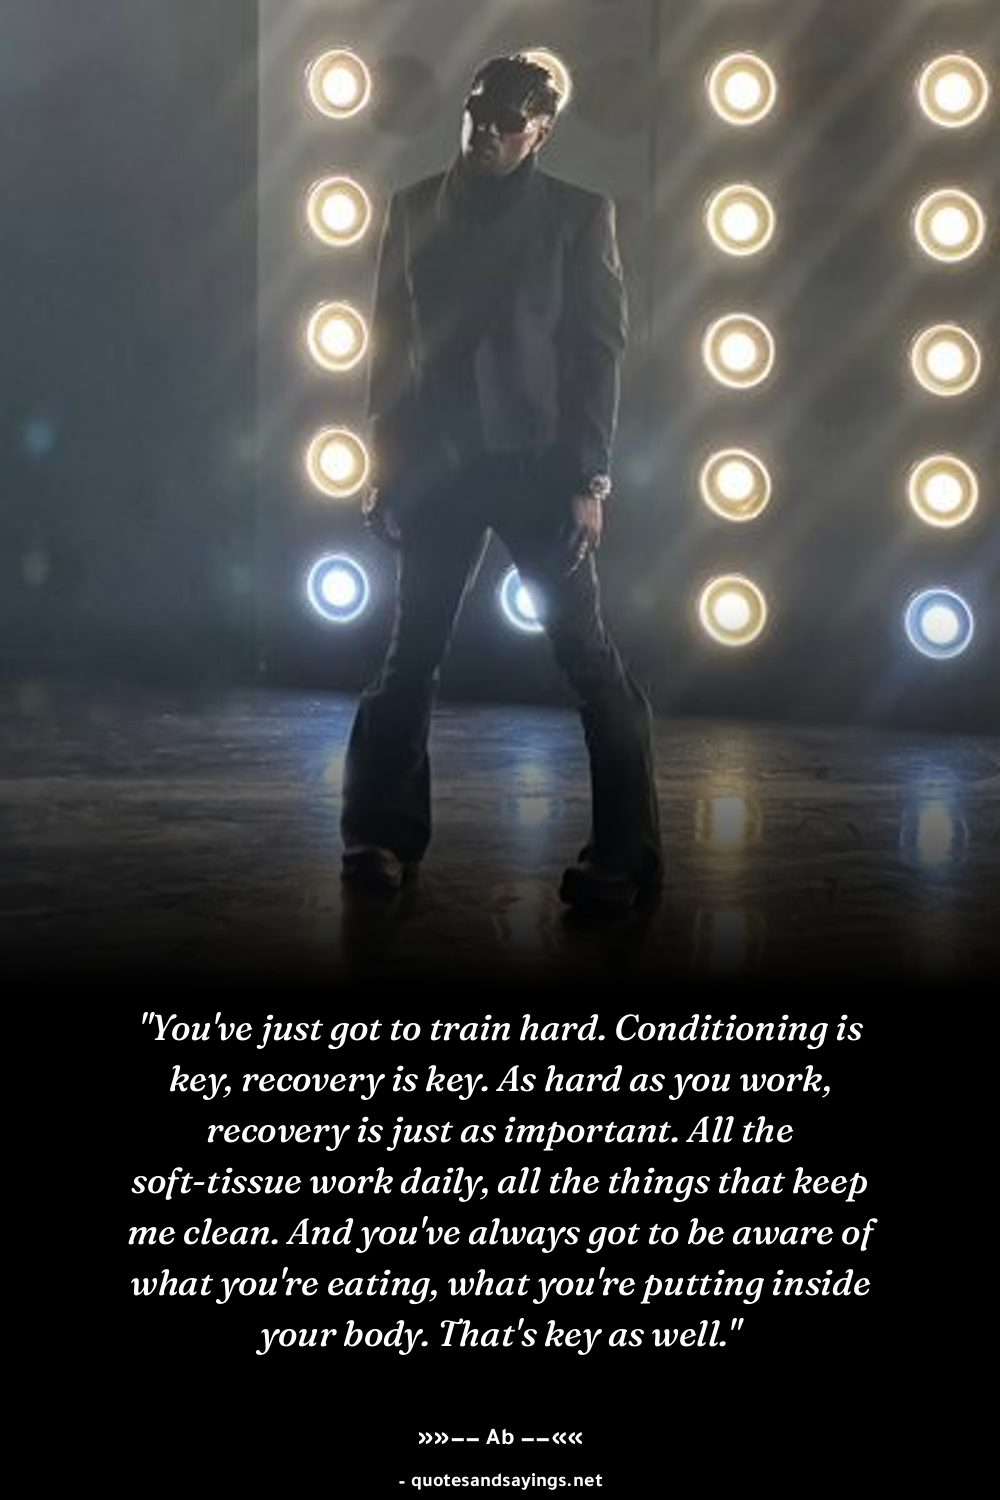 "You've just got to train hard. Conditioning is
key, recovery is key. As hard as you work,
recovery is just as important. All the
soft-tissue work daily, all the things that keep
me clean. And you've always got to be aware of
what you're eating, what you're putting inside
your body. That's key as well."
»»−− Ab −−««
- quotesandsayings.net